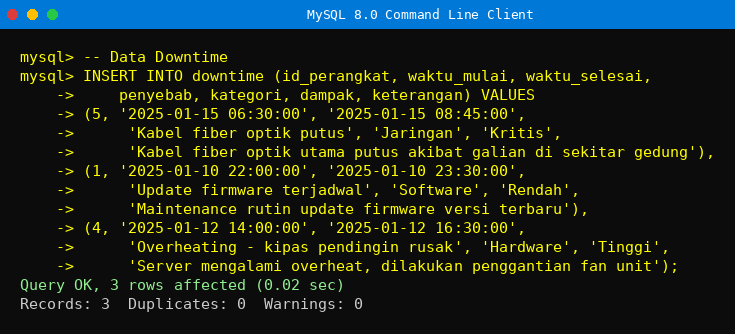 MySQL 8.0 Command Line Client
mysql> -- Data Downtime
mysql> INSERT INTO downtime (id_perangkat, waktu_mulai, waktu_selesai,
    ->     penyebab, kategori, dampak, keterangan) VALUES
    -> (5, '2025-01-15 06:30:00', '2025-01-15 08:45:00',
    ->      'Kabel fiber optik putus', 'Jaringan', 'Kritis',
    ->      'Kabel fiber optik utama putus akibat galian di sekitar gedung'),
    -> (1, '2025-01-10 22:00:00', '2025-01-10 23:30:00',
    ->      'Update firmware terjadwal', 'Software', 'Rendah',
    ->      'Maintenance rutin update firmware versi terbaru'),
    -> (4, '2025-01-12 14:00:00', '2025-01-12 16:30:00',
    ->      'Overheating - kipas pendingin rusak', 'Hardware', 'Tinggi',
    ->      'Server mengalami overheat, dilakukan penggantian fan unit');
Query OK, 3 rows affected (0.02 sec)
Records: 3  Duplicates: 0  Warnings: 0